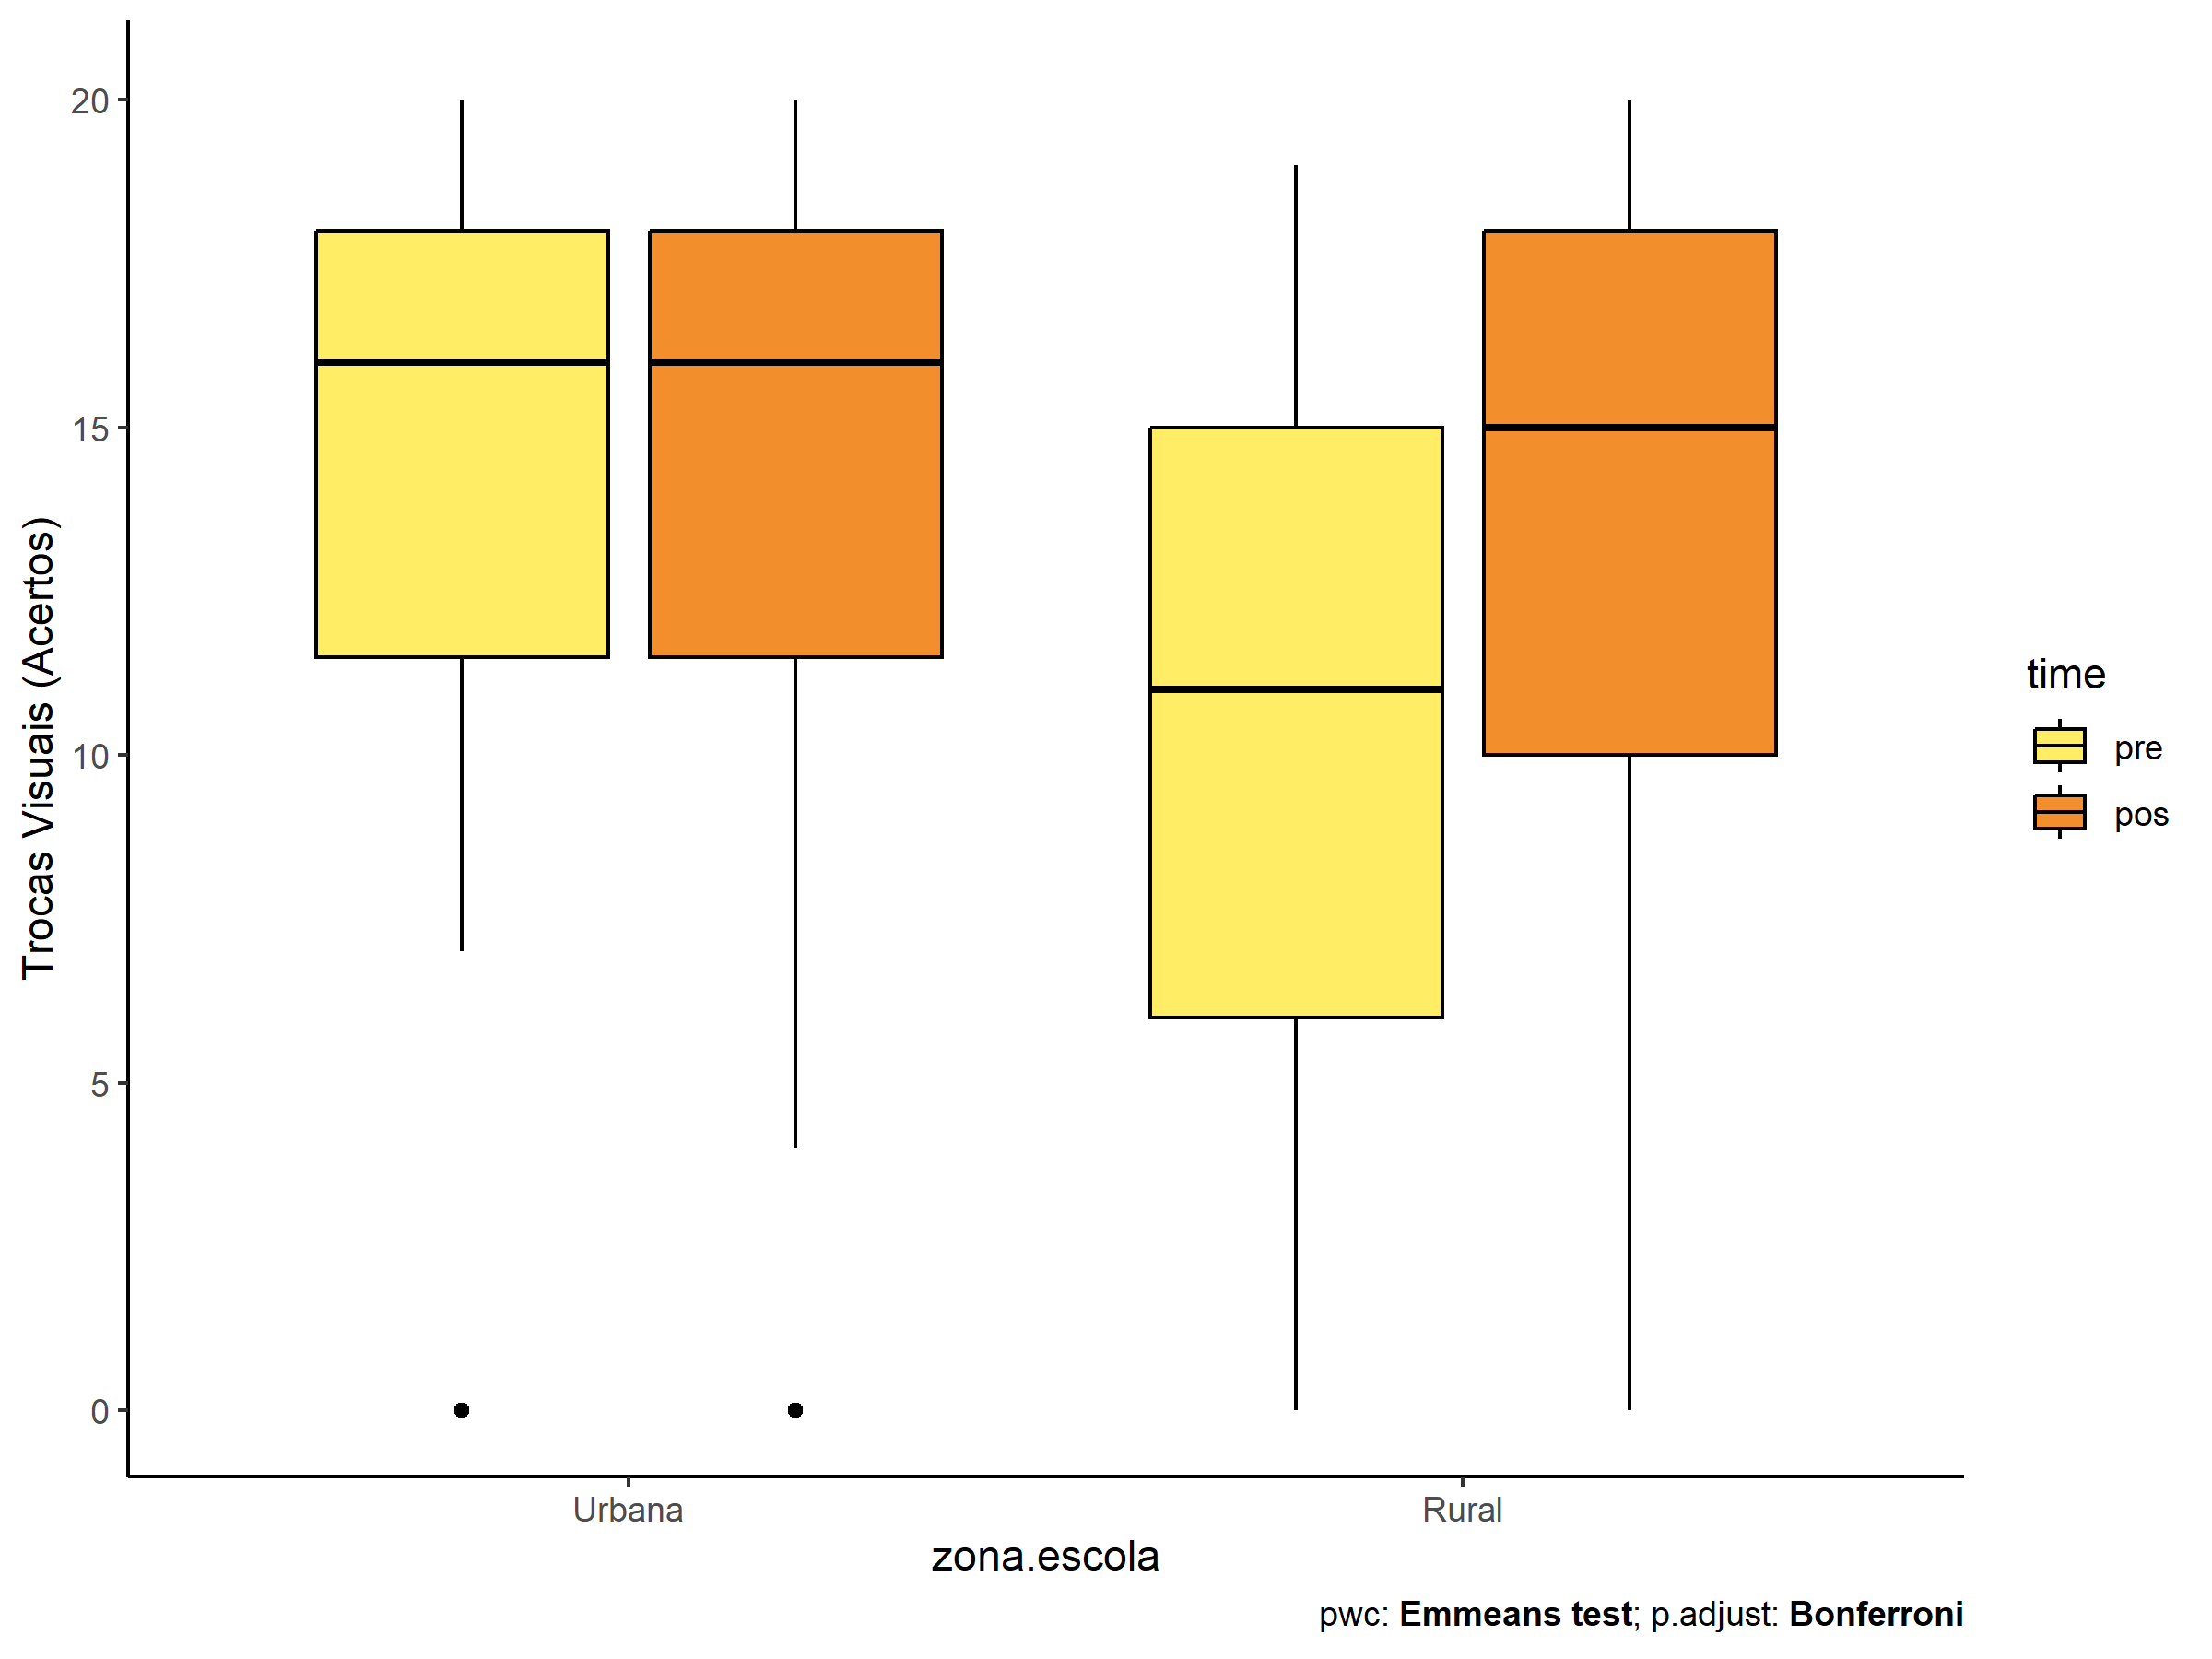 Trocas Visuais (Acertos)
20
15
10
5
0
Urbana
Rural
zona.escola
time
pre
pos
pwc: Emmeans test; p.adjust: Bonferroni